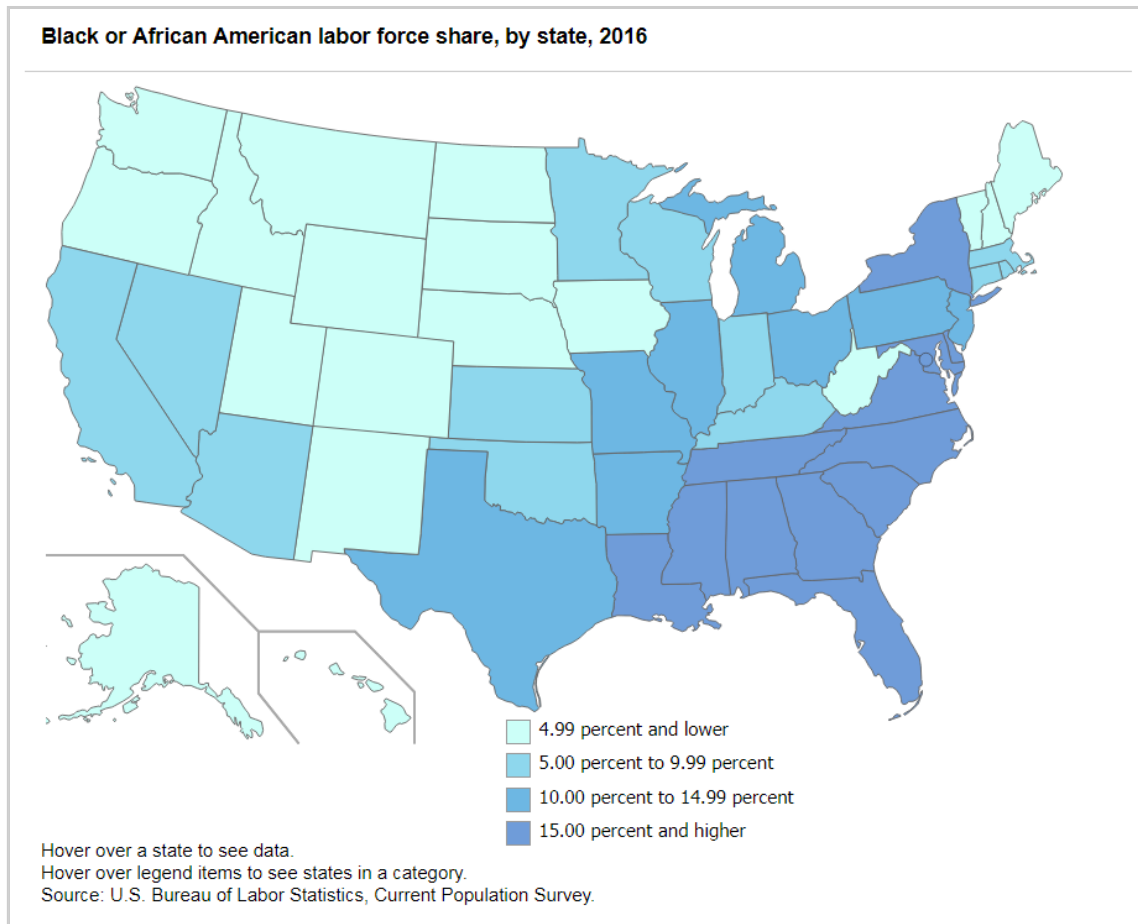 Black or African American labor force share, by state, 2016
4.99 percent and lower
5.00 percent to 9.99 percent
10.00 percent to 14.99 percent
15.00 percent and higher
Hover over a state to see data.
Hover over legend items to see states in a category.
Source: U.S. Bureau of Labor Statistics, Current Population Survey.